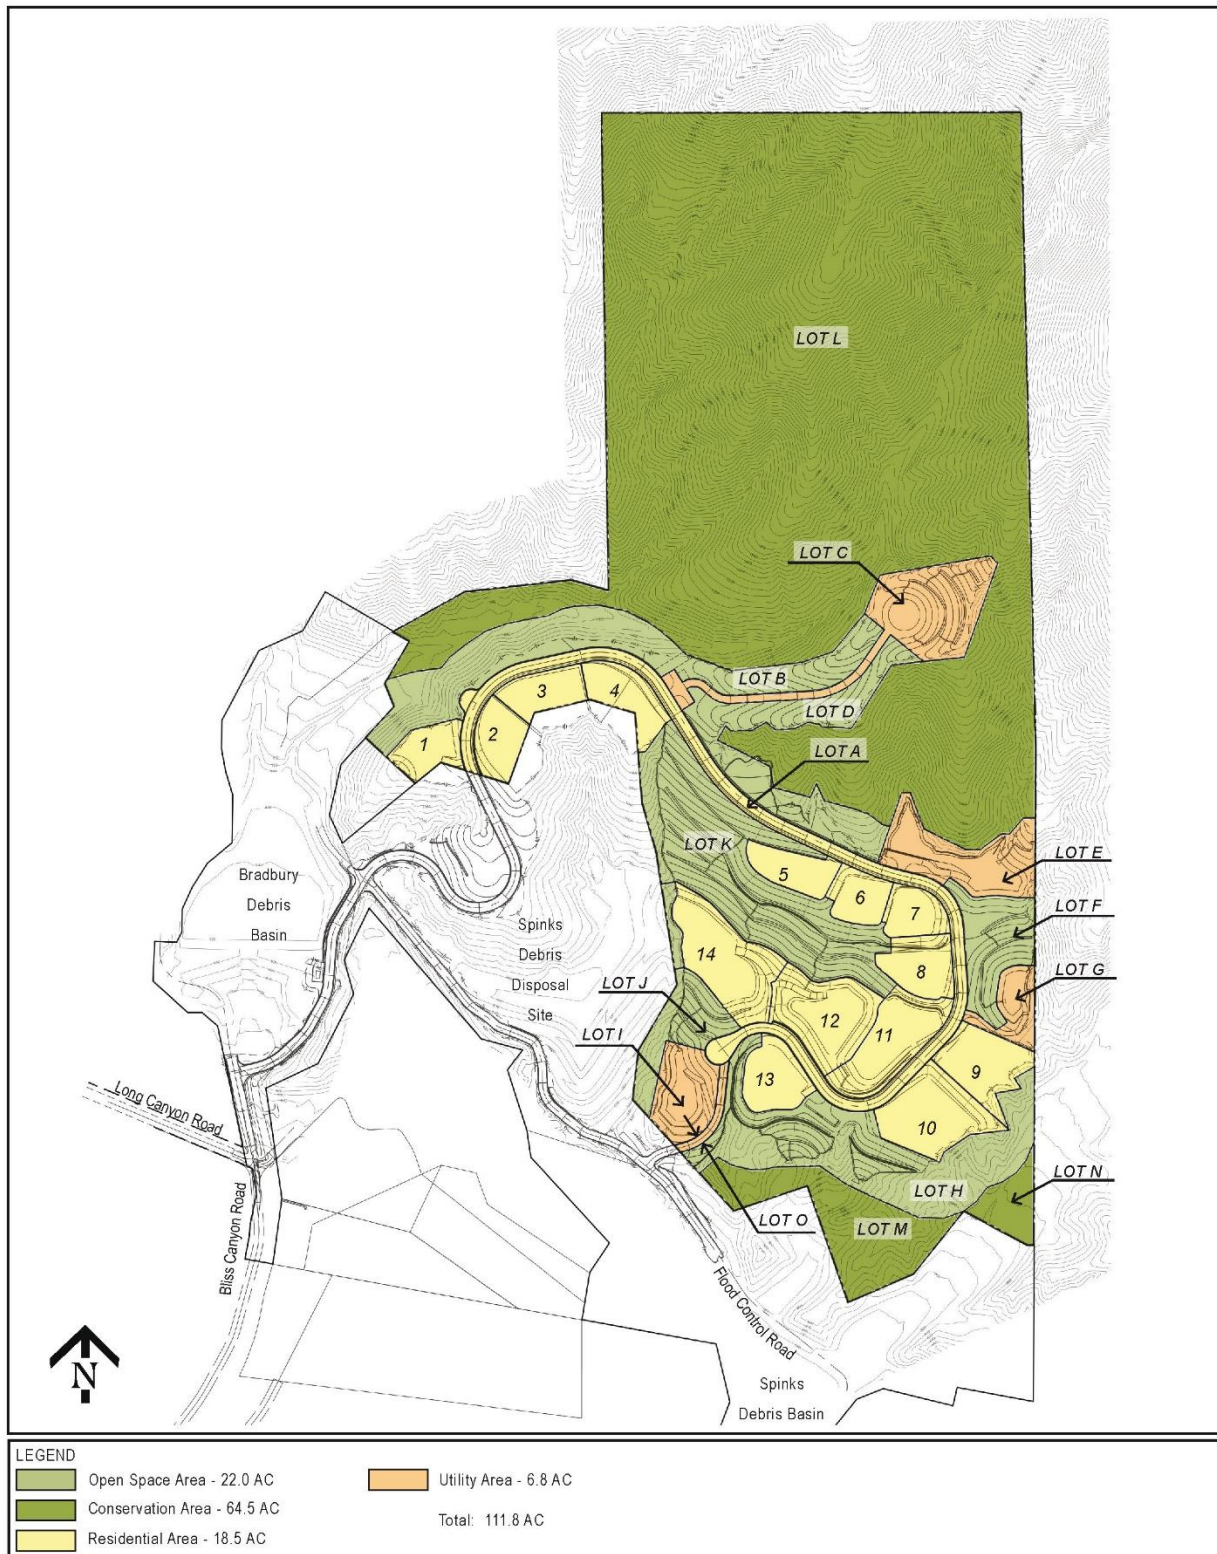 LOT L
LOT C
LOT B
LOT D
3
4
2
1
LOT A
LOT K
5
6
7
8
LOT E
LOT F
LOT G
Bradbury
Debris
Basin
Spinks
Debris
Disposal
Site
14
LOT J
LOT I
12
11
13
9
10
LOT H
LOT N
LOT M
LOT O
Long Canyon Road
Bliss Canyon Road
Flood Control Road
Spinks
Debris Basin
N
LEGEND
Open Space Area - 22.0 AC
Utility Area - 6.8 AC
Conservation Area - 64.5 AC
Total: 111.8 AC
Residential Area - 18.5 AC